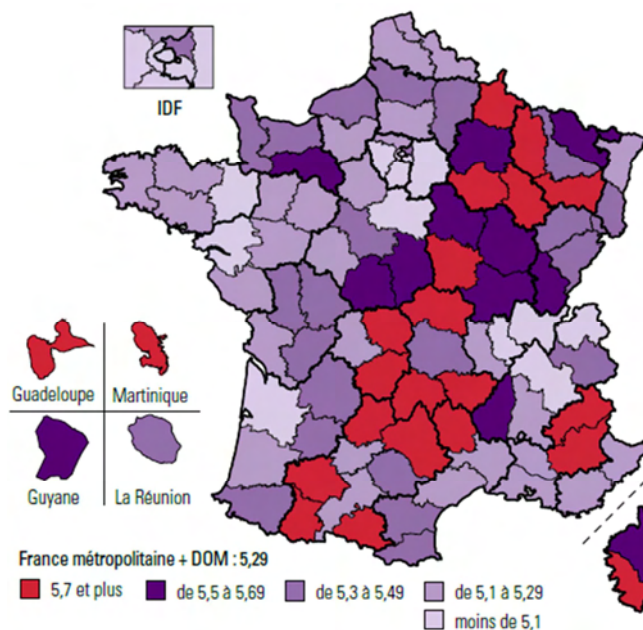 IDF
Guadeloupe
Martinique
Guyane
La Réunion
France métropolitaine + DOM : 5,29
5,7 et plus
de 5,5 à 5,69
de 5,3 à 5,49
de 5,1 à 5,29
moins de 5,1